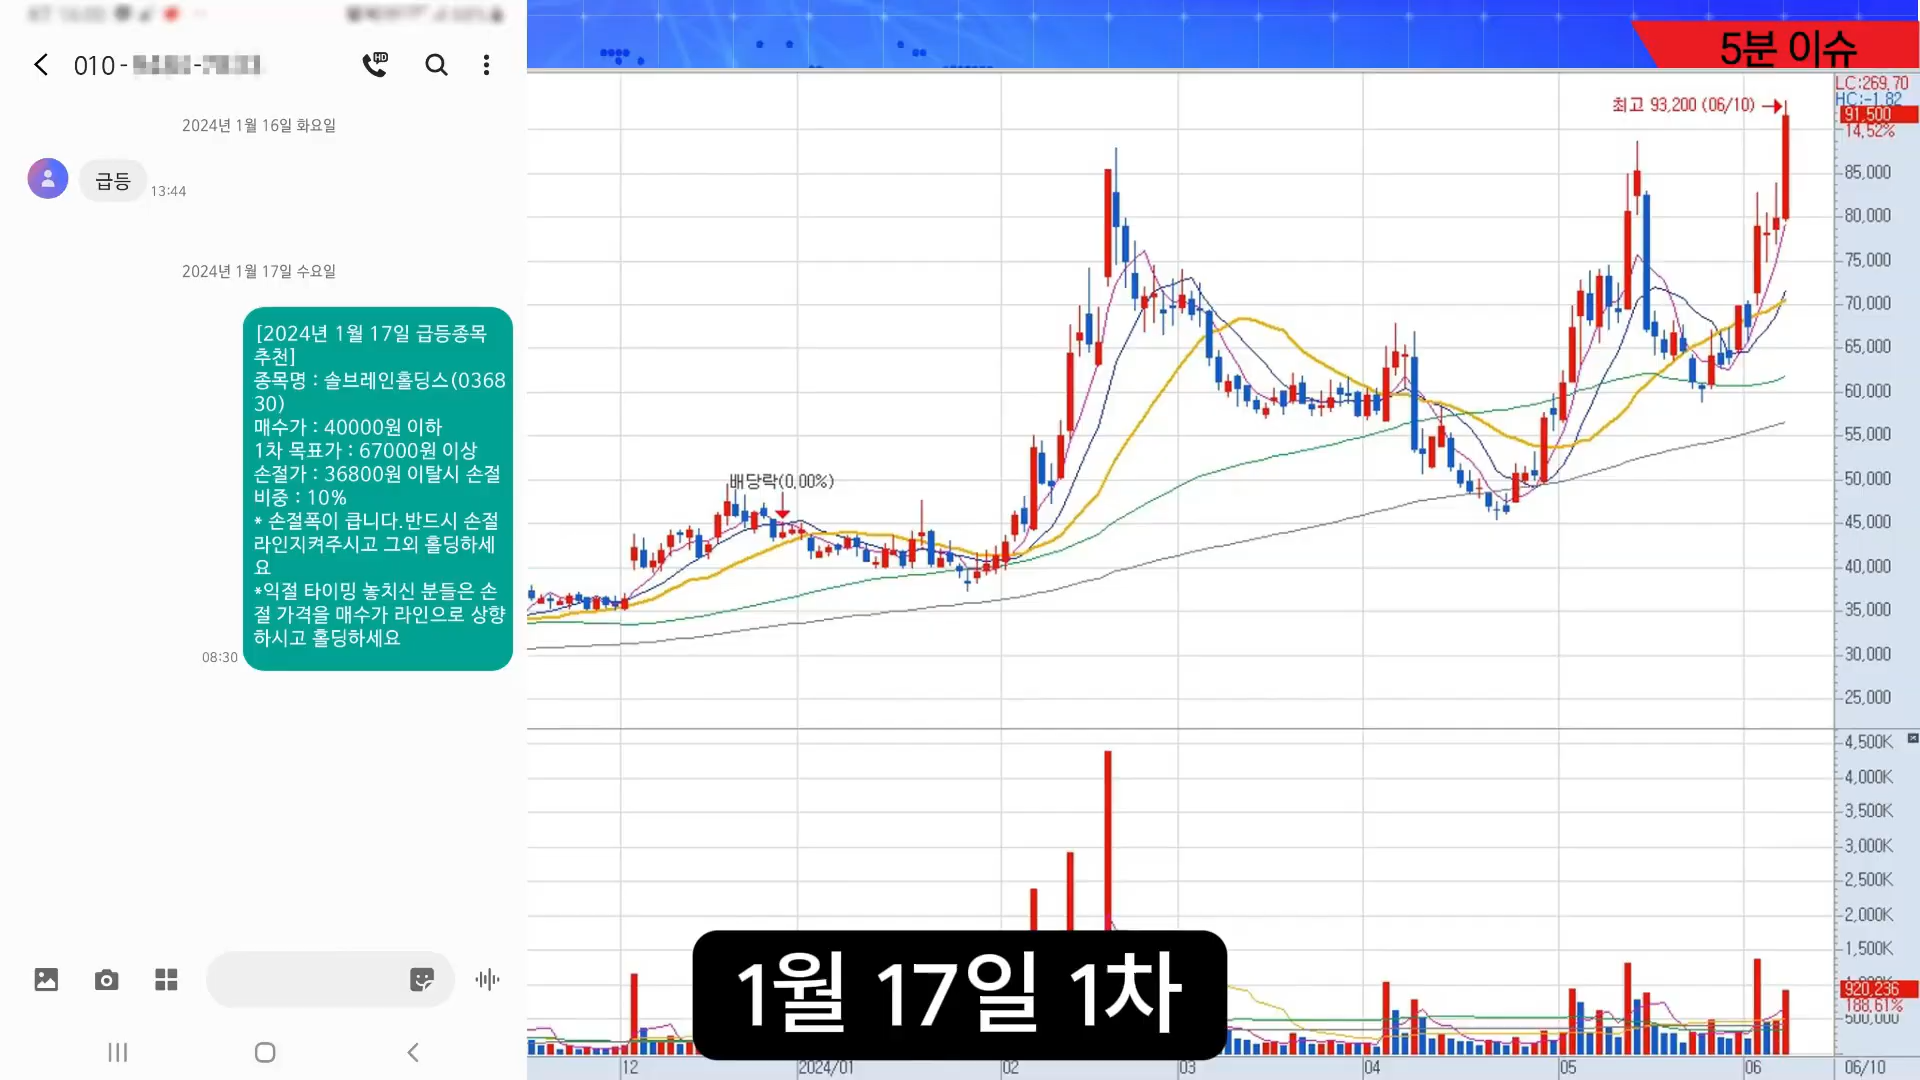 010-
2024년 1월 16일 화요일
급등
13:44
2024년 1월 17일 수요일
[2024년 1월 17일 급등종목
추천]
종목명 : 솔브레인홀딩스(0368
30)
매수가 : 40000원 이하
1차 목표가 : 67000원 이상
손절가 : 36800원 이탈시 손절
비중 : 10%
* 손절폭이 큽니다.반드시 손절
라인지켜주시고 그외 홀딩하세
요
*익절 타이밍 놓치신 분들은 손
절 가격을 매수가 라인으로 상향
하시고 홀딩하세요
08:30
5분 이슈
최고 93,200 (06/10)
배당락(0.00%)
LC:269.70
HC:-1.82
91,500
14.52%
85,000
80,000
75,000
70,000
65,000
60,000
55,000
50,000
45,000
40,000
35,000
30,000
25,000
4,500K
4,000K
3,500K
3,000K
2,500K
2,000K
1,500K
920,236
188.61%
500,000
12
2024/01
02
03
04
05
06
06/10
1월 17일 1차